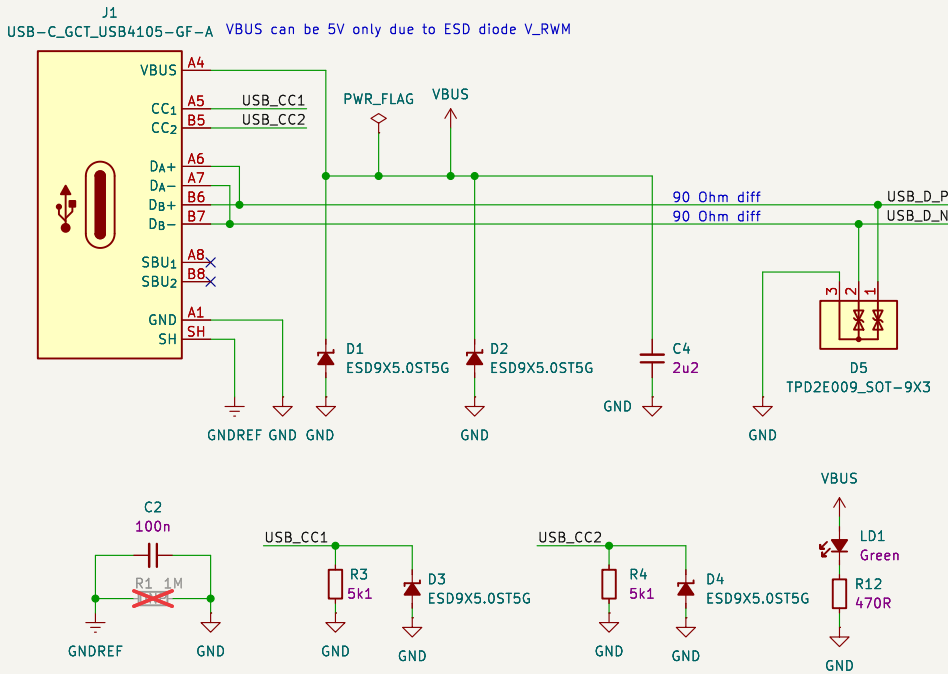 J1
USB-C_GCT_USB4105-GF-A
VBUS can be 5V only due to ESD diode V_RWM
VBUS A4
CC1 A5 USB_CC1
CC2 B5 USB_CC2
PWR_FLAG
VBUS
DA+ A6
DA- A7
DB+ B6
DB- B7
90 Ohm diff
90 Ohm diff
USB_D_P
USB_D_N
SBU1 A8
SBU2 B8
GND A1
SH SH
3 2 1
D1
ESD9X5.0ST5G
D2
ESD9X5.0ST5G
C4
2u2
D5
TPD2E009_SOT-9X3
GNDREF
GND
GND
GND
GND
GND
C2
100n
R1 1M
GNDREF
GND
USB_CC1
R3
5k1
D3
ESD9X5.0ST5G
GND
GND
USB_CC2
R4
5k1
D4
ESD9X5.0ST5G
GND
GND
VBUS
LD1
Green
R12
470R
GND